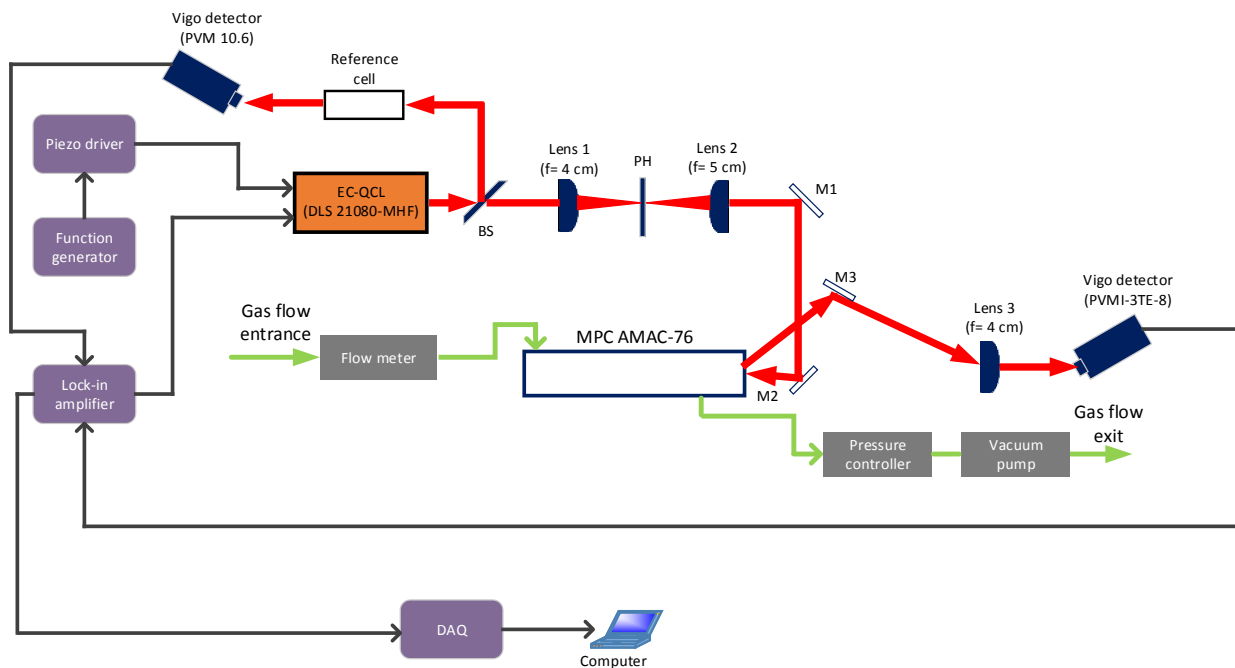 Vigo detector
(PVM 10.6)
Reference
cell
Piezo driver
Lens 1
(f= 4 cm)
PH
Lens 2
(f= 5 cm)
M1
EC-QCL
(DLS 21080-MHF)
BS
Function
generator
M3
Vigo detector
(PVMI-3TE-8)
Gas flow
entrance
Lens 3
(f= 4 cm)
MPC AMAC-76
Flow meter
Lock-in
amplifier
M2
Gas flow
exit
Pressure
controller
Vacuum
pump
DAQ
Computer